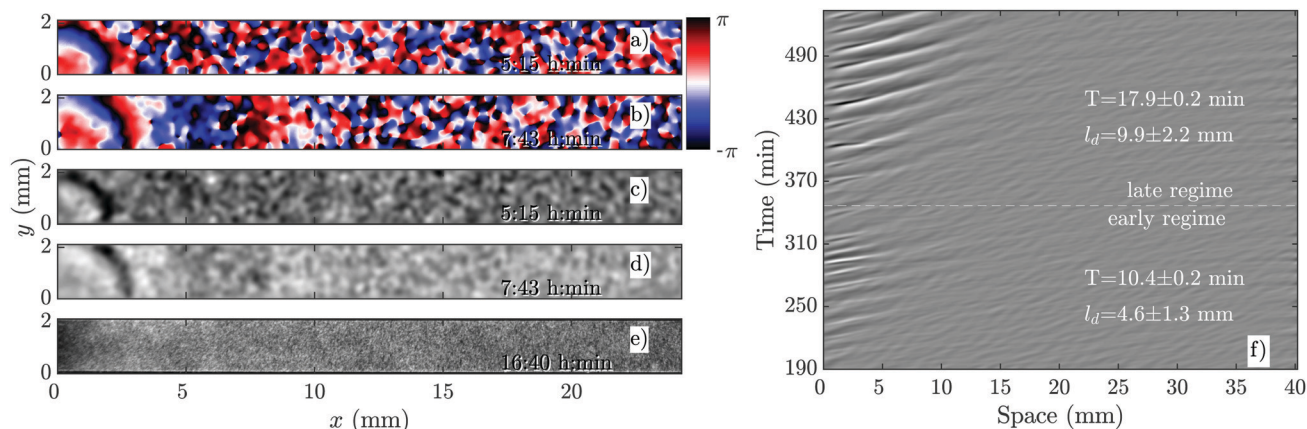 2
0
a)
5:15 h:min
π
-π
2
0
b)
7:43 h:min
2
0
c)
5:15 h:min
2
0
d)
7:43 h:min
2
0
e)
16:40 h:min
0
5
10
15
20
x (mm)
y (mm)
490
430
370
310
250
190
Time (min)
T=17.9±0.2 min
l_d=9.9±2.2 mm
late regime
early regime
T=10.4±0.2 min
l_d=4.6±1.3 mm
f)
0
5
10
15
20
25
30
35
40
Space (mm)